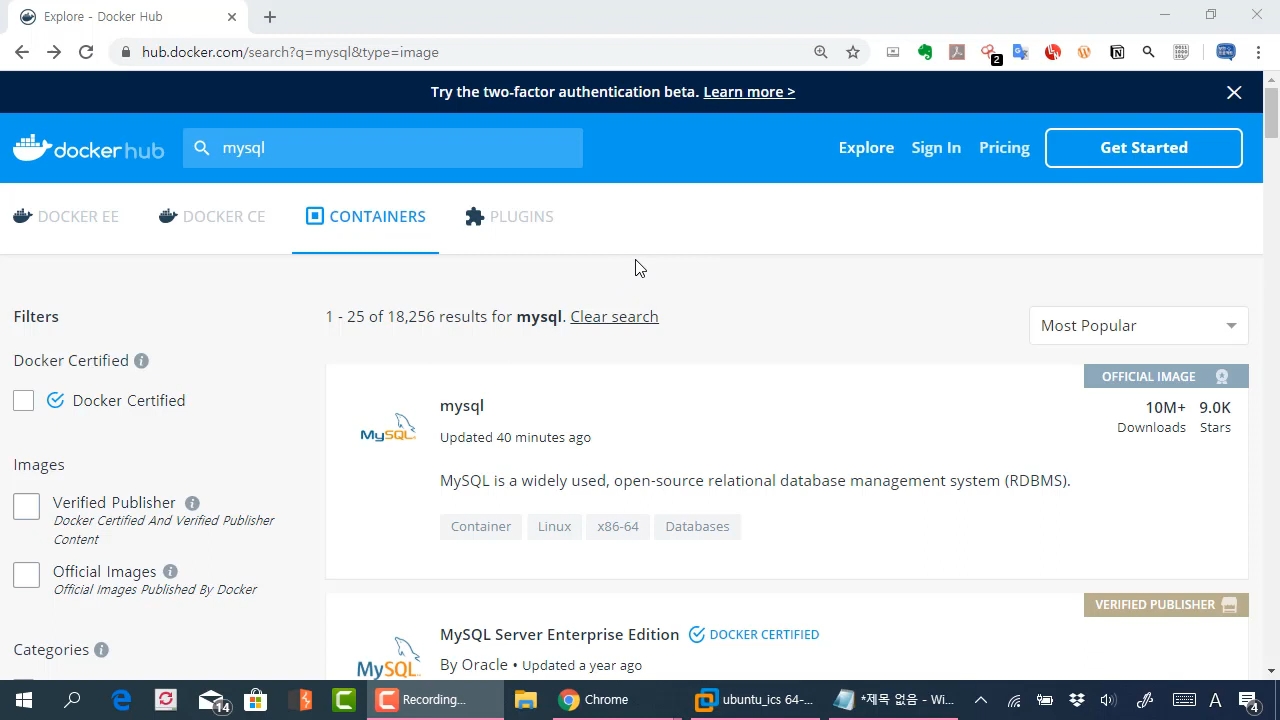 Explore - Docker Hub
hub.docker.com/search?q=mysql&type=image
2
Try the two-factor authentication beta. Learn more >
docker hub
mysql
Explore
Sign In
Pricing
Get Started
DOCKER EE
DOCKER CE
CONTAINERS
PLUGINS
Filters
1 - 25 of 18,256 results for mysql. Clear search
Most Popular
Docker Certified
Docker Certified
Images
Verified Publisher
Docker Certified And Verified Publisher
Content
Official Images
Official Images Published By Docker
Categories
OFFICIAL IMAGE
MySQL
mysql
10M+ 9.0K
Updated 40 minutes ago
Downloads Stars
MySQL is a widely used, open-source relational database management system (RDBMS).
Container
Linux
x86-64
Databases
VERIFIED PUBLISHER
MySQL
MySQL Server Enterprise Edition
DOCKER CERTIFIED
By Oracle • Updated a year ago
14
Recording...
Chrome
ubuntu_ics 64-...
*제목 없음 - Wi...
A
4